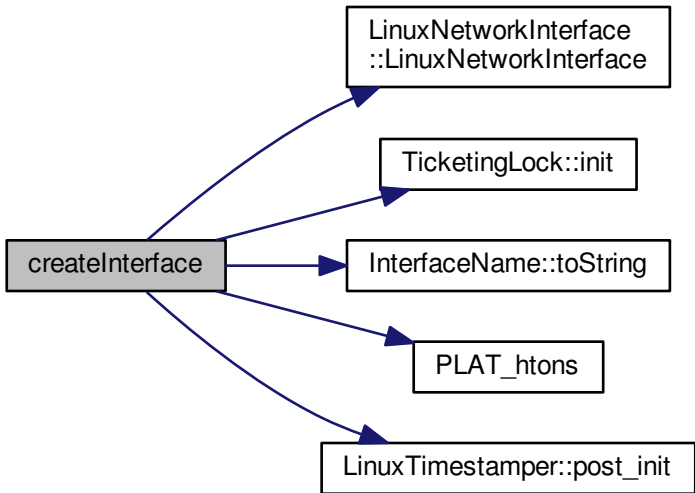 LinuxNetworkInterface
::LinuxNetworkInterface
TicketingLock::init
createInterface
InterfaceName::toString
PLAT_htons
LinuxTimestamper::post_init